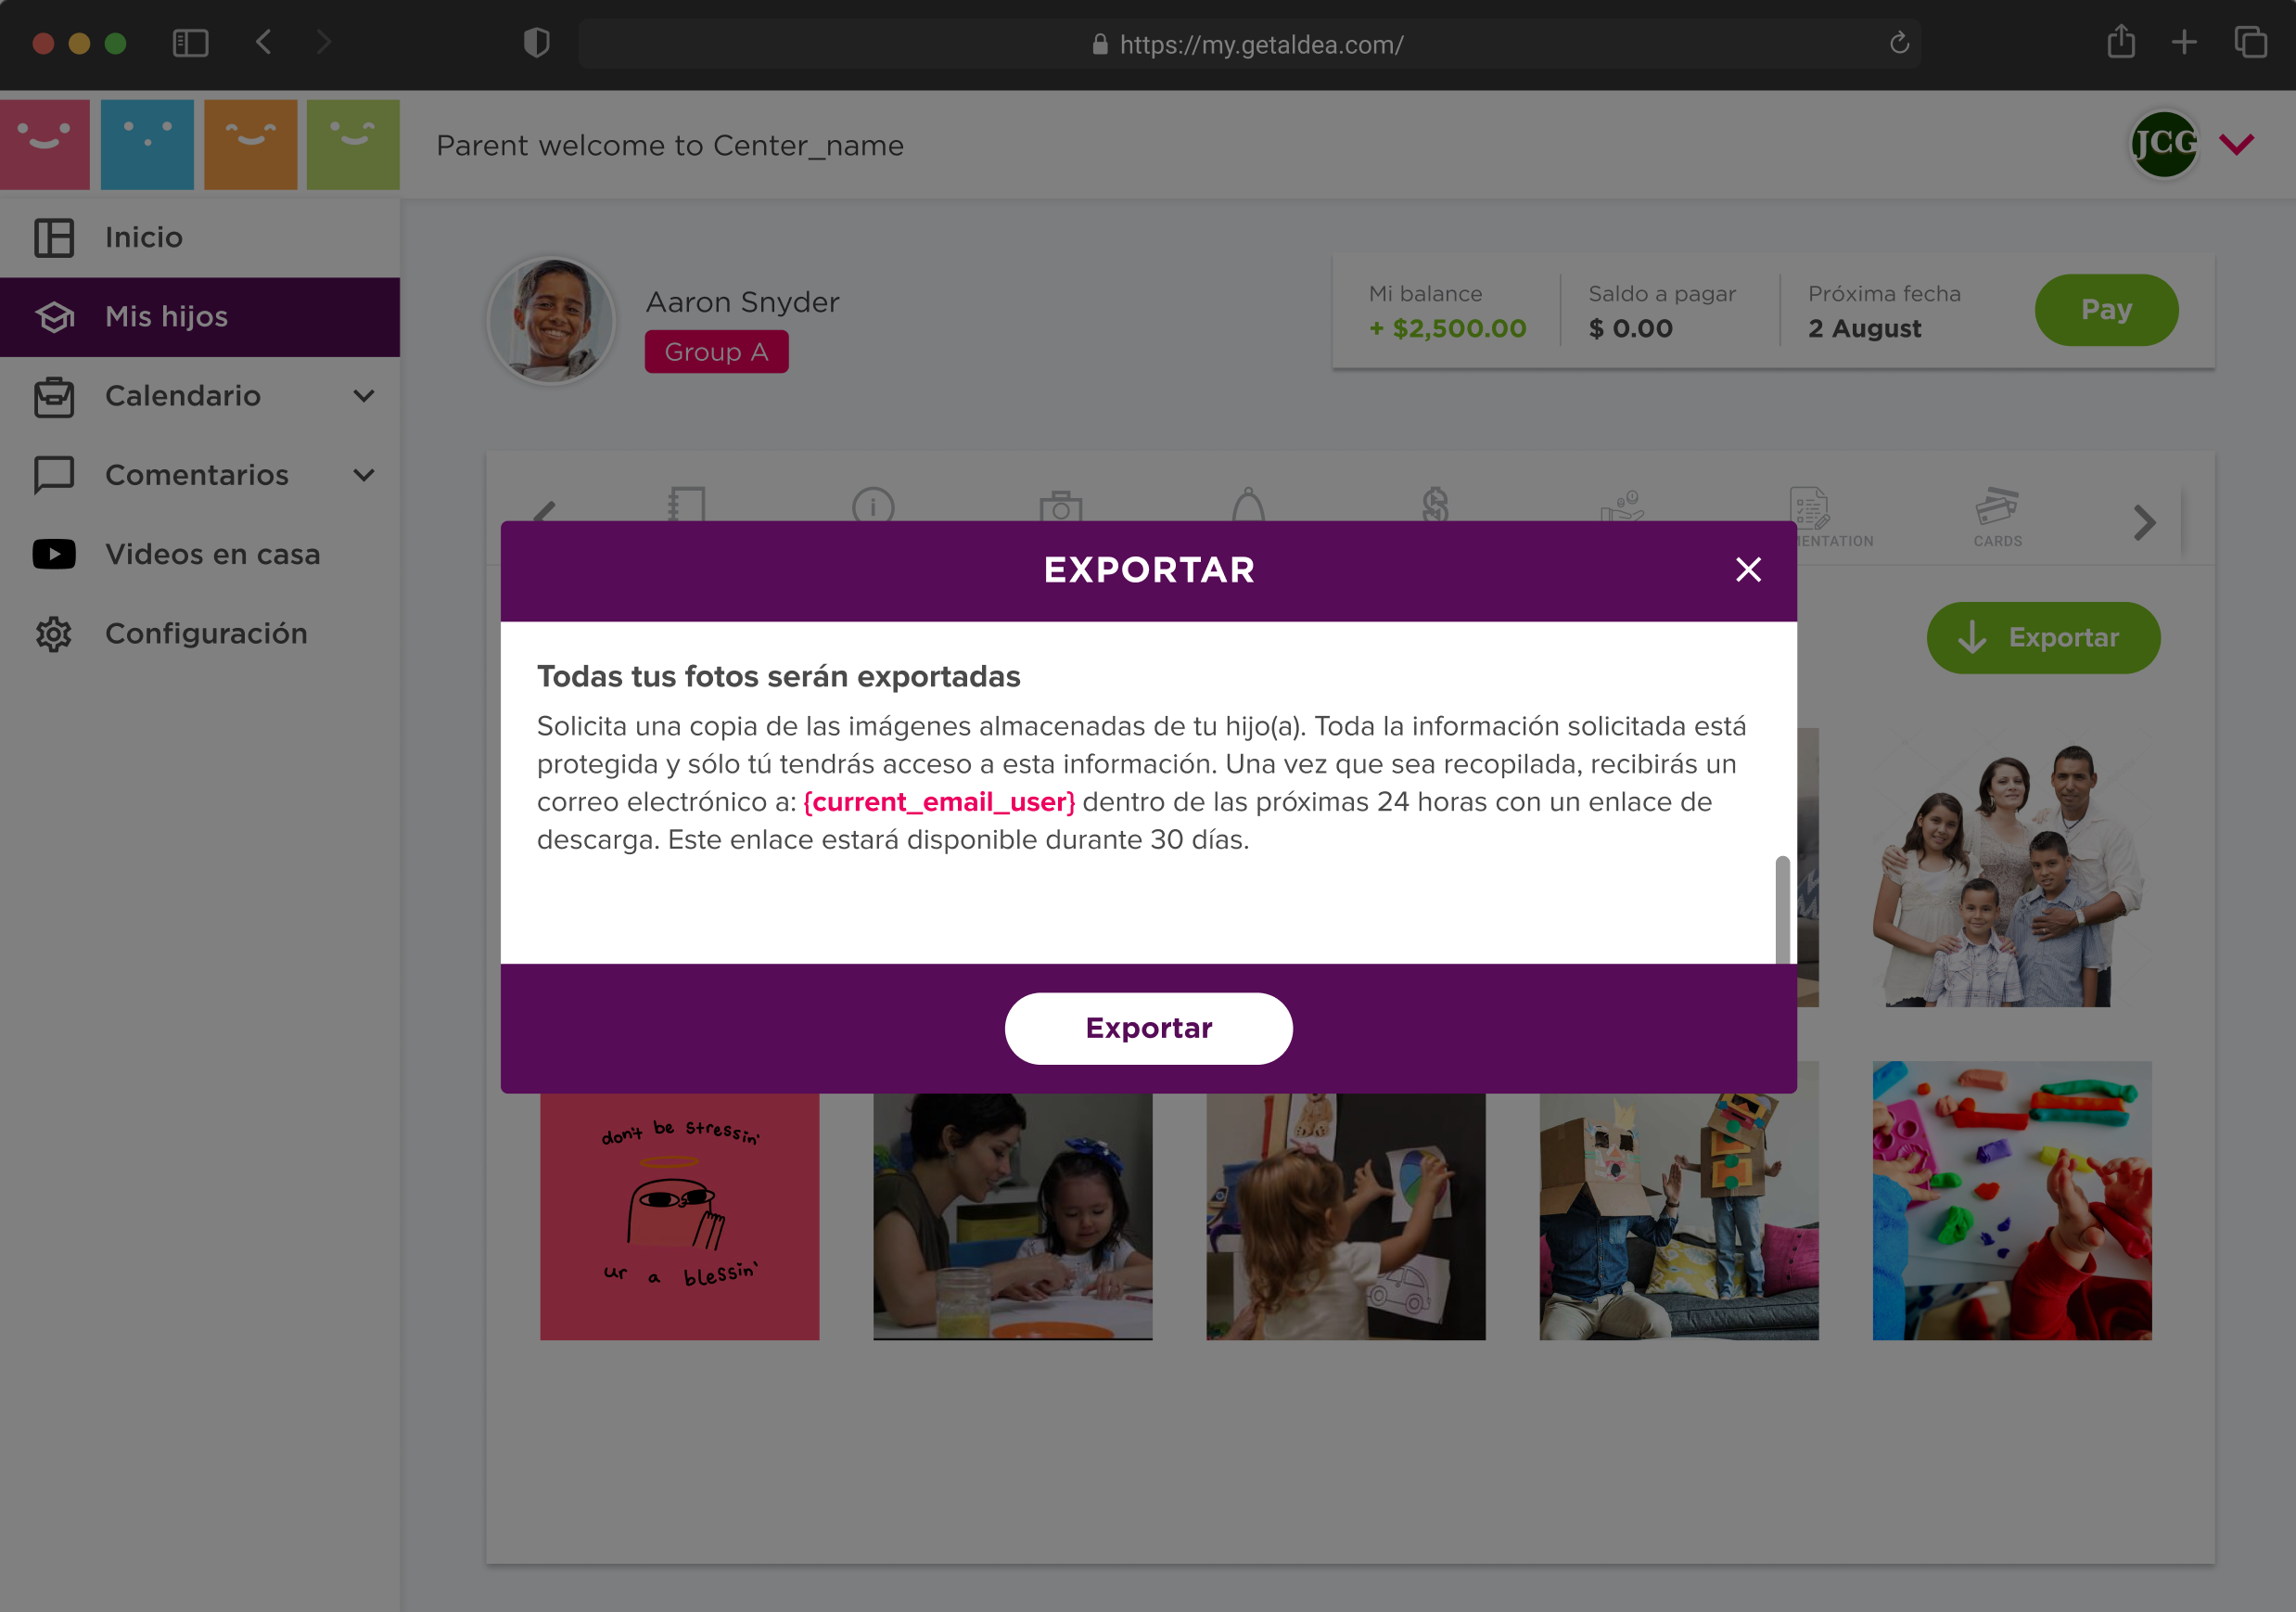 https://my.getaldea.com/
Parent welcome to Center_name
JCG
Inicio
Mis hijos
Calendario
Comentarios
Videos en casa
Configuración
Aaron Snyder
Group A
Mi balance
+ $2,500.00
Saldo a pagar
$ 0.00
Próxima fecha
2 August
Pay
MENTATION
CARDS
Exportar
EXPORTAR
Todas tus fotos serán exportadas
Solicita una copia de las imágenes almacenadas de tu hijo(a). Toda la información solicitada está
protegida y sólo tú tendrás acceso a esta información. Una vez que sea recopilada, recibirás un
correo electrónico a: {current_email_user} dentro de las próximas 24 horas con un enlace de
descarga. Este enlace estará disponible durante 30 días.
Exportar
don't be stressin'
ur a blessin'